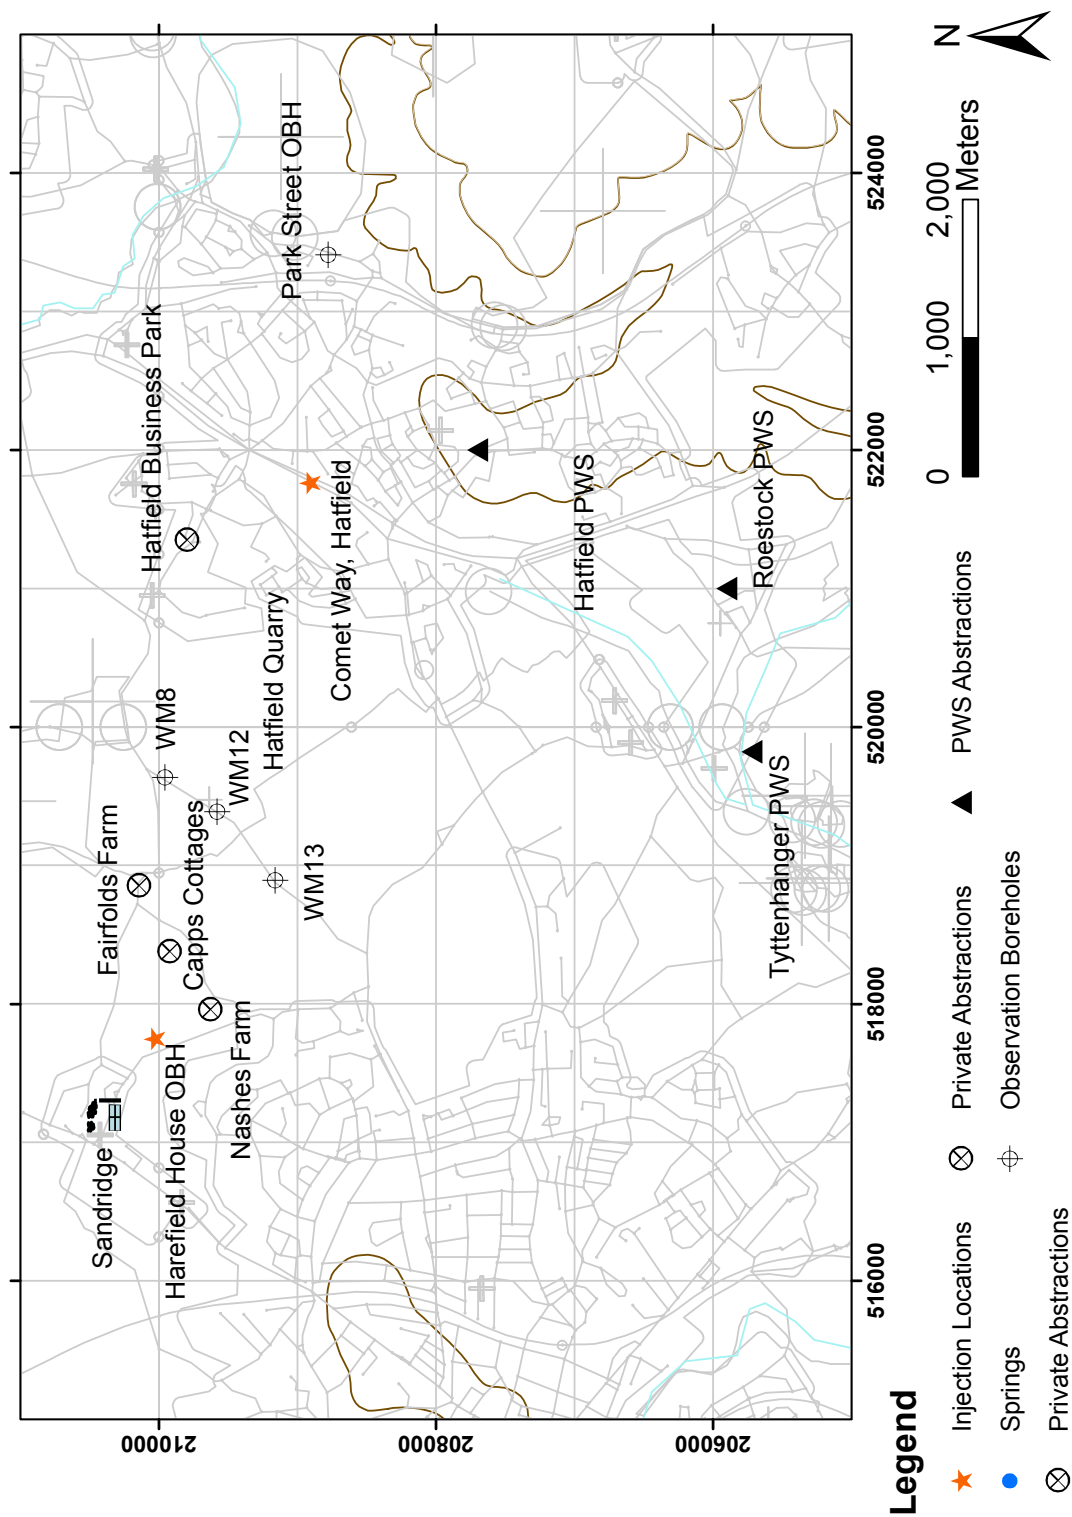 Sandridge
Harefield House OBH
Nashes Farm
Fairfolds Farm
Capps Cottages
WM8
WM12
WM13
Hatfield Quarry
Hatfield Business Park
Comet Way, Hatfield
Park Street OBH
Hatfield PWS
Roestock PWS
Tyttenhanger PWS
210000
208000
206000
516000
518000
520000
522000
524000
N
0 1,000 2,000
Meters
Legend
Injection Locations
Springs
Private Abstractions
Private Abstractions
Observation Boreholes
PWS Abstractions